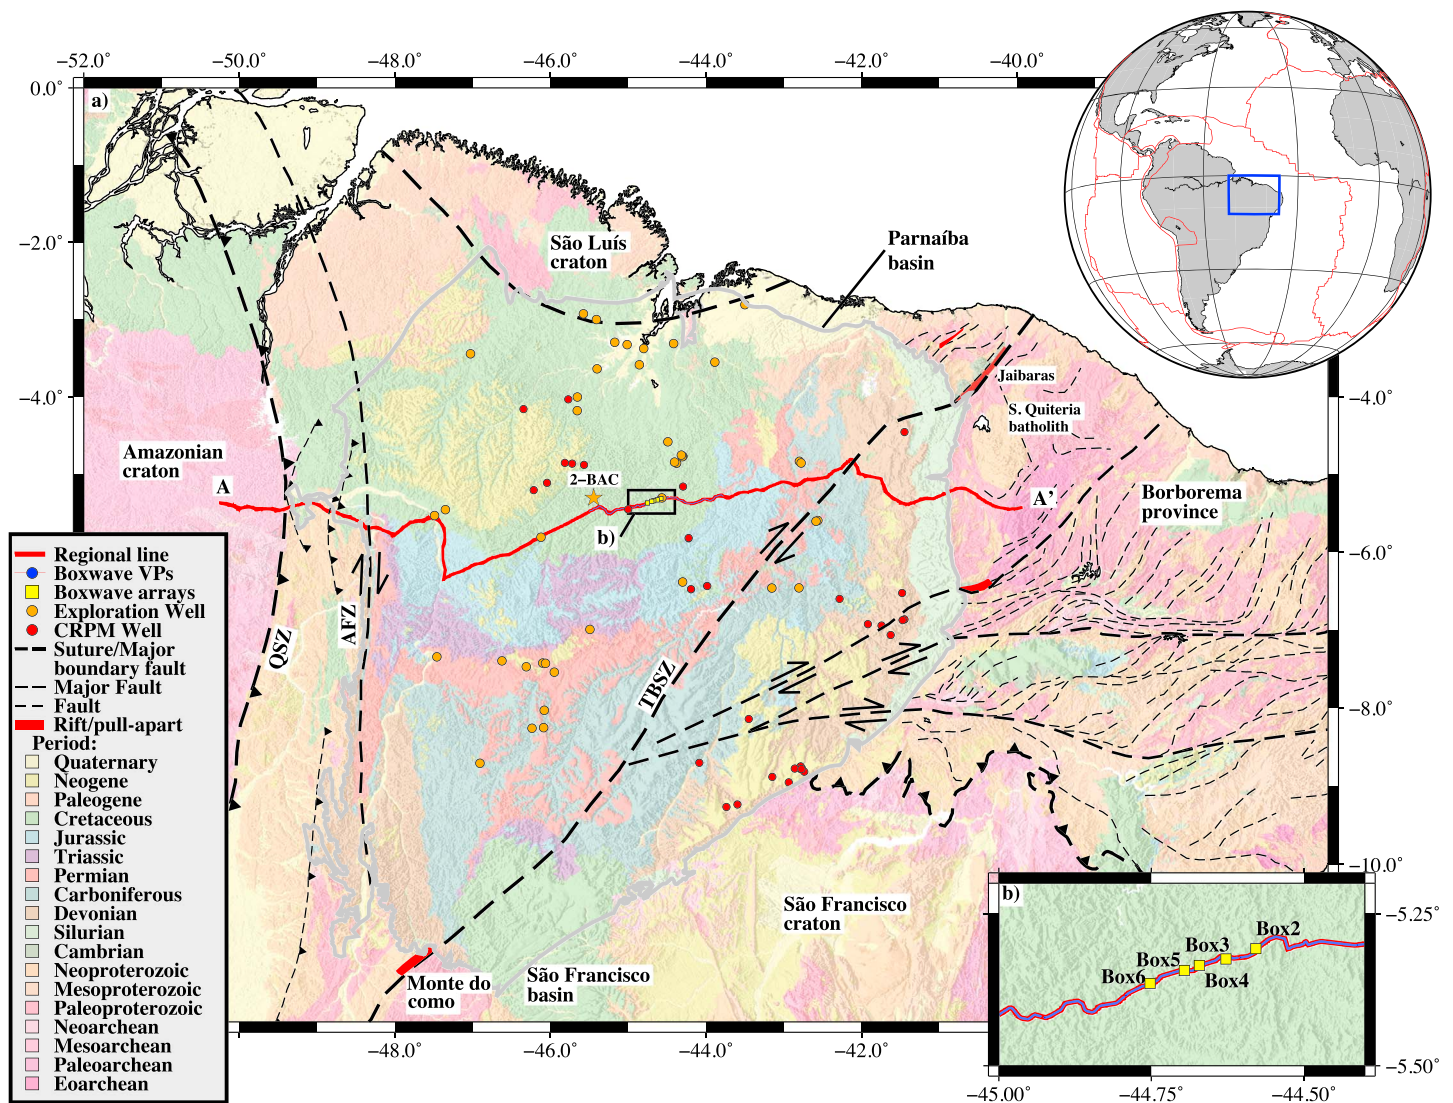 −52.0°
−50.0°
−48.0°
−46.0°
−44.0°
−42.0°
−40.0°
0.0°
−2.0°
−4.0°
a)
São Luís
craton
Parnaíba
basin
Jaibaras
S. Quiteria
batholith
−4.0°
Amazonian
craton
A
2−BAC
b)
A’
Borborema
province
−6.0°
−8.0°
−10.0°
QSZ
AFZ
TBSZ
São Francisco
craton
São Francisco
basin
Monte do
como
Regional line
Boxwave VPs
Boxwave arrays
Exploration Well
CRPM Well
Suture/Major
boundary fault
Major Fault
Fault
Rift/pull-apart
Period:
Quaternary
Neogene
Paleogene
Cretaceous
Jurassic
Triassic
Permian
Carboniferous
Devonian
Silurian
Cambrian
Neoproterozoic
Mesoproterozoic
Paleoproterozoic
Neoarchean
Mesoarchean
Paleoarchean
Eoarchean
−48.0°
−46.0°
−44.0°
−42.0°
b)
Box2
Box3
Box5
Box4
Box6
−5.25°
−5.50°
−45.00°
−44.75°
−44.50°